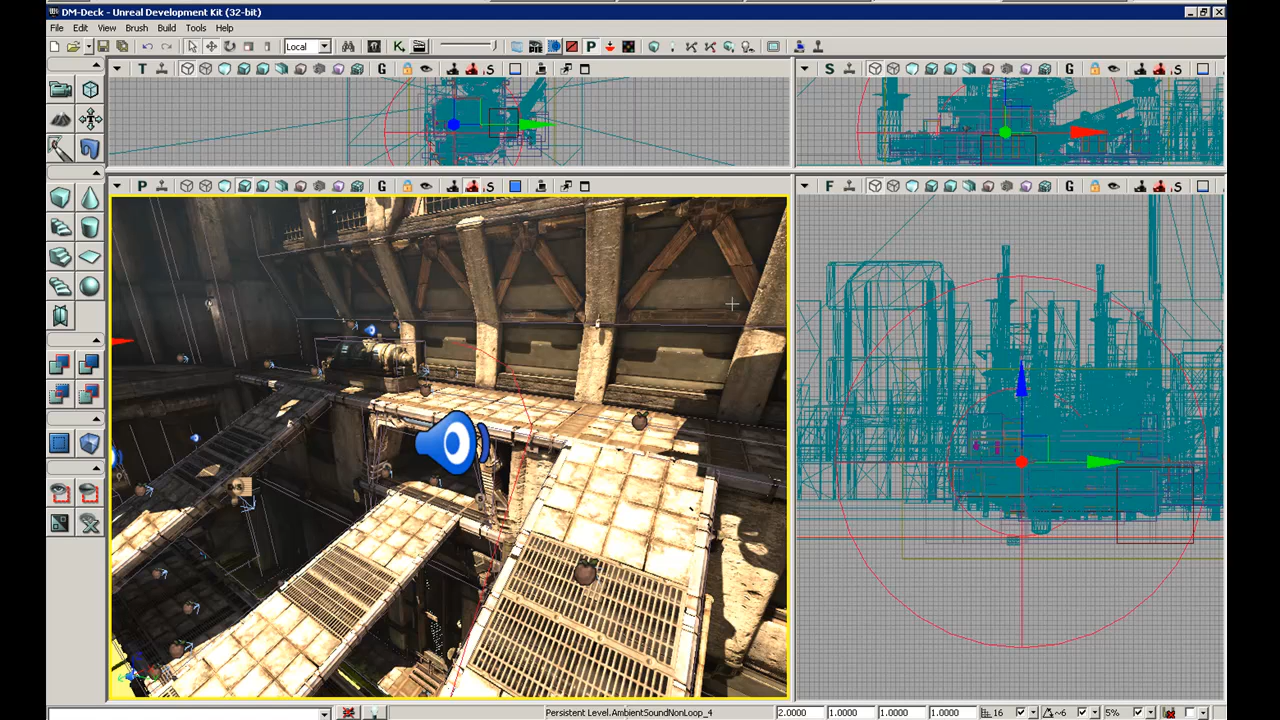 DM-Deck - Unreal Development Kit (32-bit)
File Edit View Brush Build Tools Help
Local K P
T G S
S G S
P G S
F G S
Persistent Level.AmbientSoundNonLoop_4 2.0000 1.0000 1.0000 1.0000 16 ~6 5%